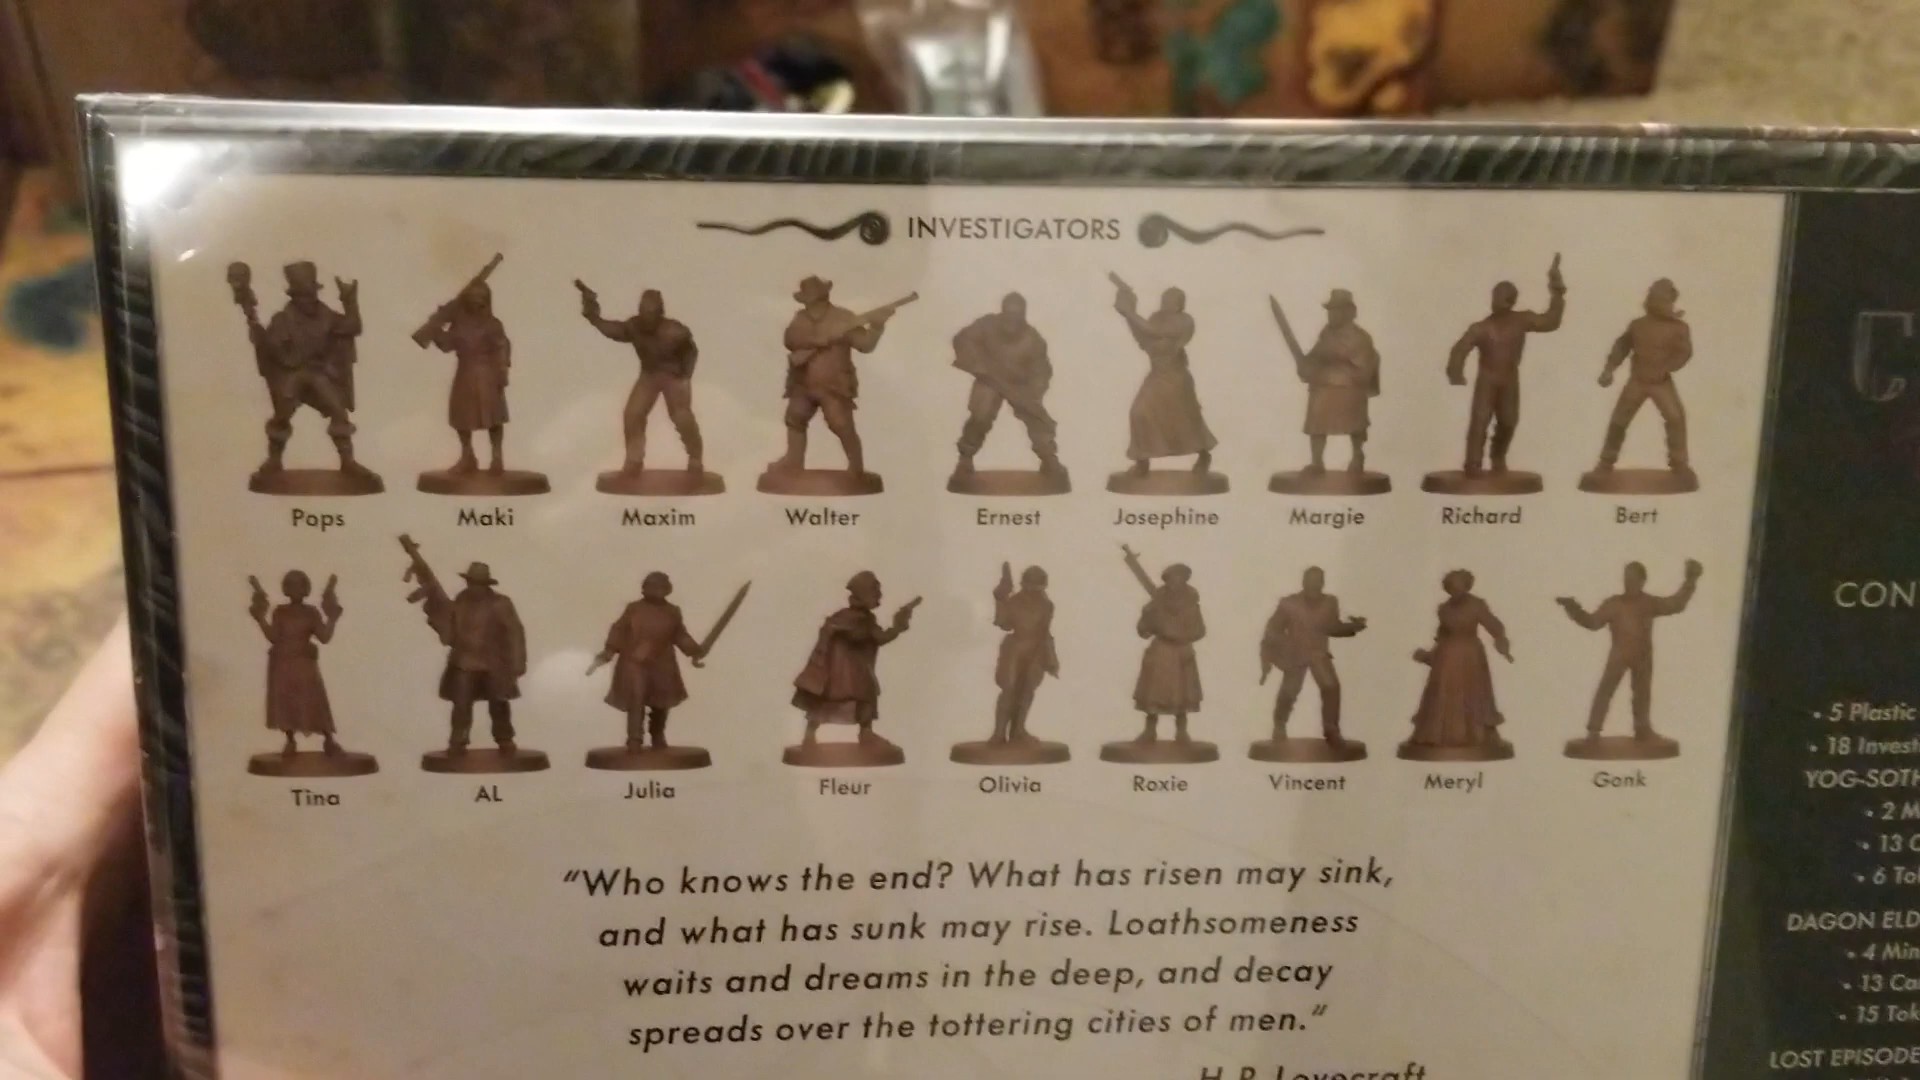 INVESTIGATORS
Pops Maki Maxim Walter Ernest Josephine Margie Richard Bert
Tina AL Julia Fleur Olivia Roxie Vincent Meryl Gonk
"Who knows the end? What has risen may sink,
and what has sunk may rise. Loathsomeness
waits and dreams in the deep, and decay
spreads over the tottering cities of men."
H.P. Lovecraft
C
CON
• 5 Plastic
• 18 Invest
YOG-SOTH
• 2 M
• 13 C
• 6 Tok
DAGON ELD
• 4 Min
• 13 Ca
• 15 Tok
LOST EPISODE